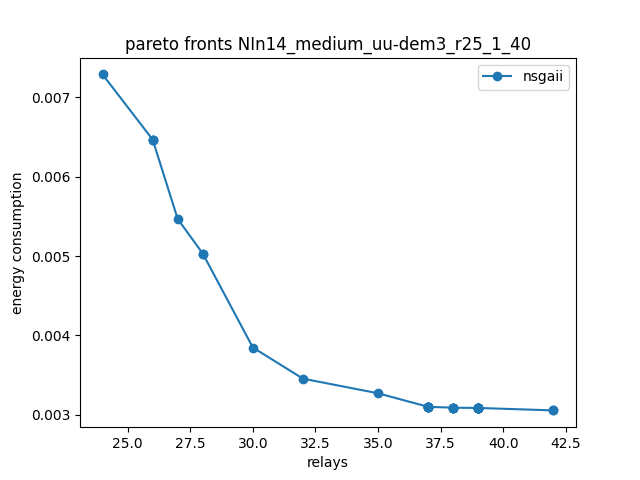 pareto fronts NIn14_medium_uu-dem3_r25_1_40
nsgaii
0.007
0.006
0.005
0.004
0.003
energy consumption
25.0 27.5 30.0 32.5 35.0 37.5 40.0 42.5
relays